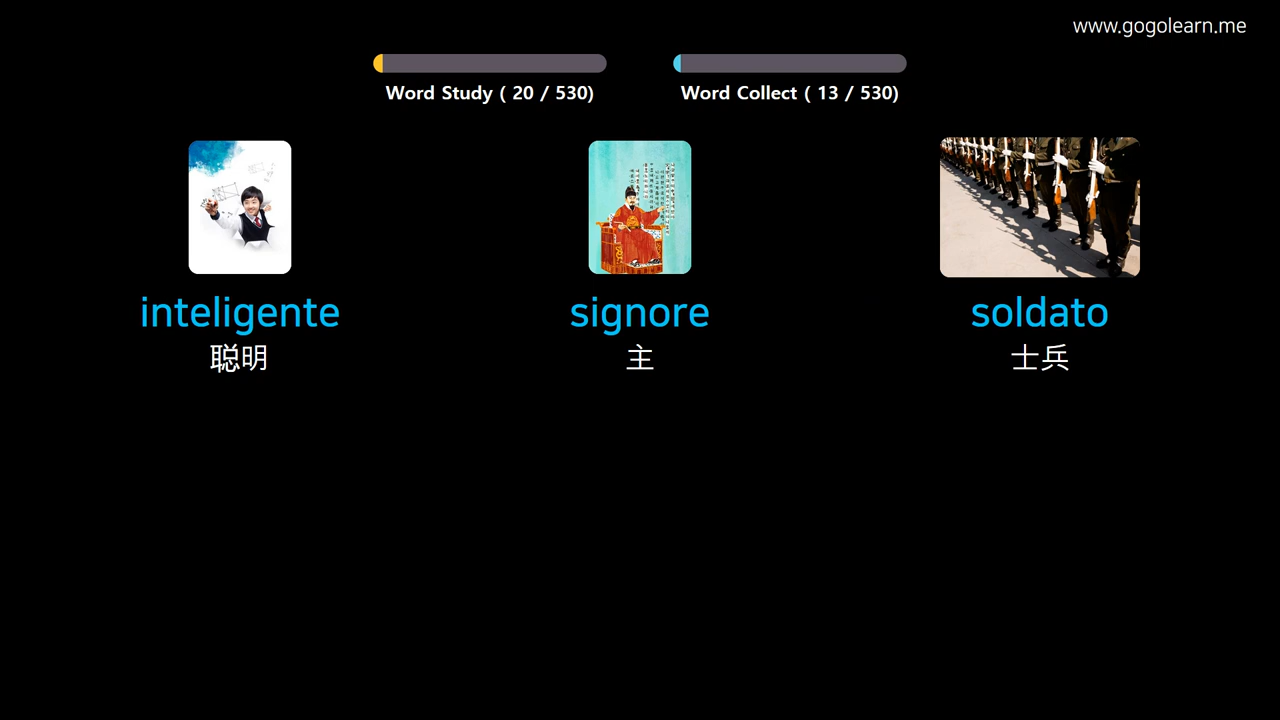 www.gogolearn.me
Word Study ( 20 / 530)
Word Collect ( 13 / 530)
inteligente
signore
soldato
聪明
主
士兵